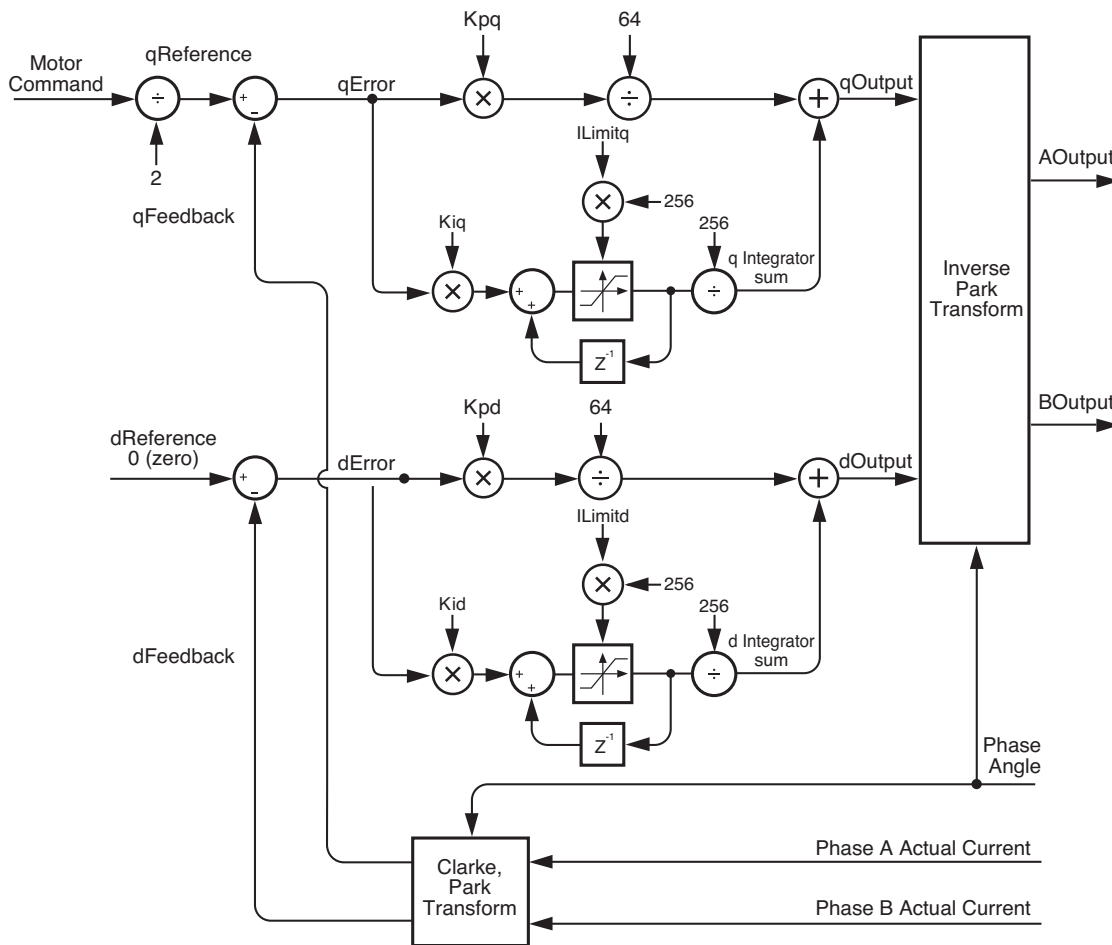 Kpq
64
Motor
Command
qReference
qError
÷
+
-
×
÷
+
qOutput
2
ILimitq
×
256
AOutput
qFeedback
Kiq
256
×
+
+
÷
q Integrator
sum
Inverse
Park
Transform
Z-1
Kpd
64
BOutput
dReference
0 (zero)
dError
+
-
×
÷
+
dOutput
ILimitd
×
256
Kid
256
dFeedback
×
+
+
÷
d Integrator
sum
Z-1
Phase
Angle
Clarke,
Park
Transform
Phase A Actual Current
Phase B Actual Current